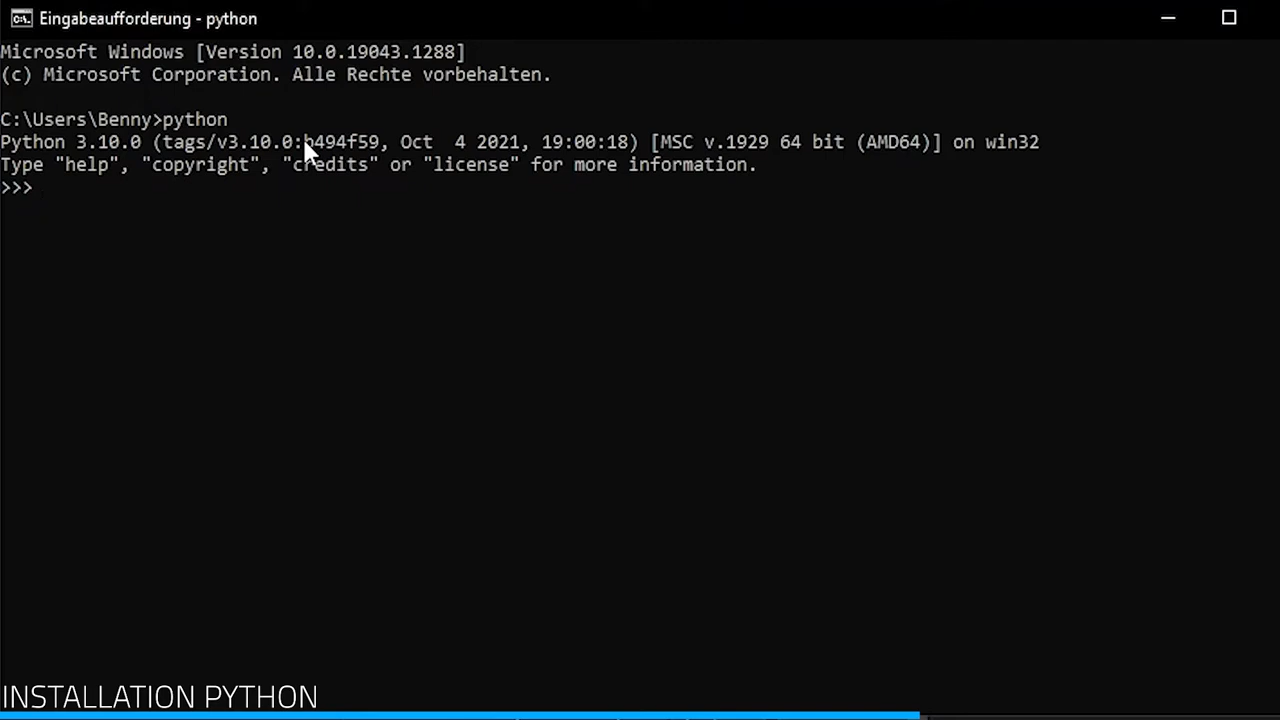 Eingabeaufforderung - python
Microsoft Windows [Version 10.0.19043.1288]
(c) Microsoft Corporation. Alle Rechte vorbehalten.
C:\Users\Benny>python
Python 3.10.0 (tags/v3.10.0:b494f59, Oct  4 2021, 19:00:18) [MSC v.1929 64 bit (AMD64)] on win32
Type "help", "copyright", "credits" or "license" for more information.
>>>
INSTALLATION PYTHON